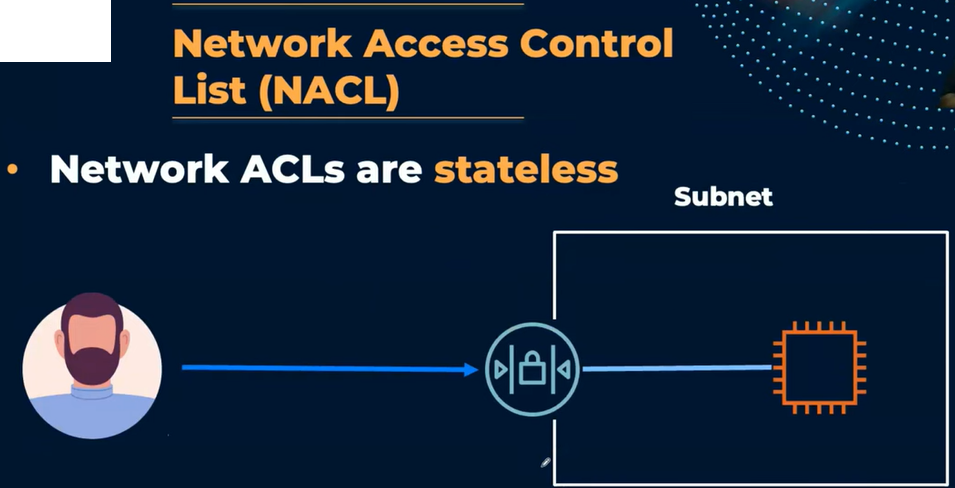 Network Access Control
List (NACL)
• Network ACLs are stateless
Subnet